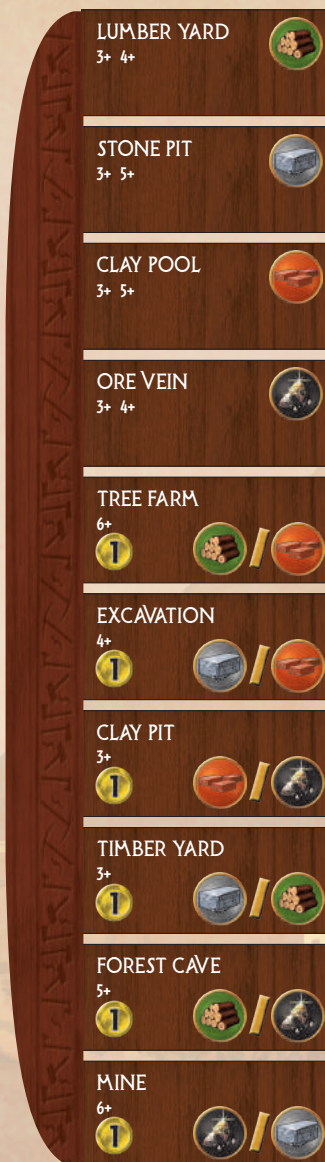 LUMBER YARD
3+ 4+
STONE PIT
3+ 5+
CLAY POOL
3+ 5+
ORE VEIN
3+ 4+
TREE FARM
6+
1
EXCAVATION
4+
1
CLAY PIT
3+
1
TIMBER YARD
3+
1
FOREST CAVE
5+
1
MINE
6+
1